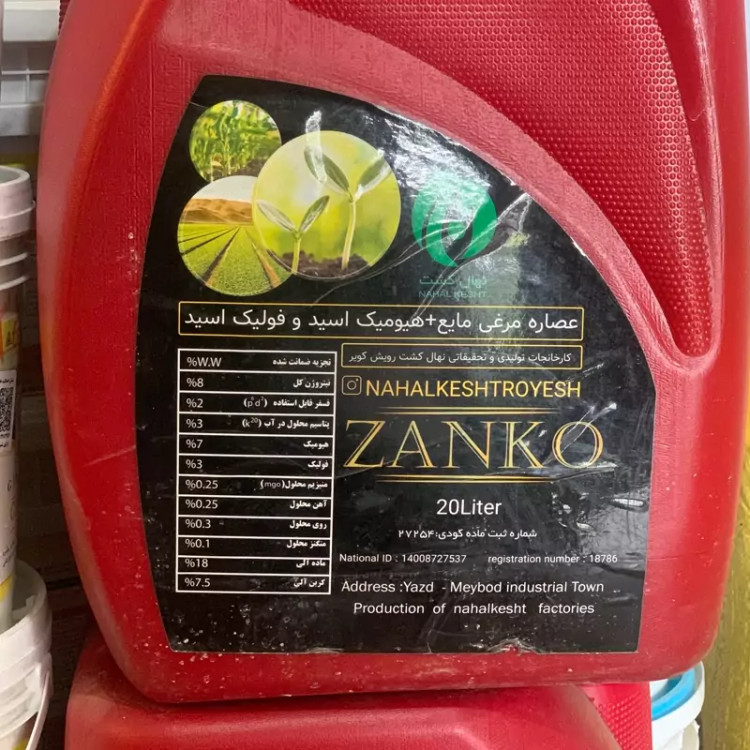 نهال کشت
NAHAL KESHT
عصاره مرغی مایع+هیومیک اسید و فولیک اسید
کارخانجات تولیدی و تحقیقاتی نهال کشت رویش کویر
NAHALKESHTROYESH
ZANKO
20Liter
شماره ثبت ماده کودی:۲۷۲۵۴
National ID : 14008727537 registration number : 18786
Address :Yazd - Meybod industrial Town
Production of nahalkesht factories
تجزیه ضمانت شده %W.W
نیتروژن کل %8
فسفر قابل استفاده %2
پتاسیم محلول در آب (k20) %3
هیومیک %7
فولیک %3
منیزیم محلول(mgo) %0.25
آهن محلول %0.25
روی محلول %0.3
منگنز محلول %0.1
ماده آلی %18
کربن آلی %7.5